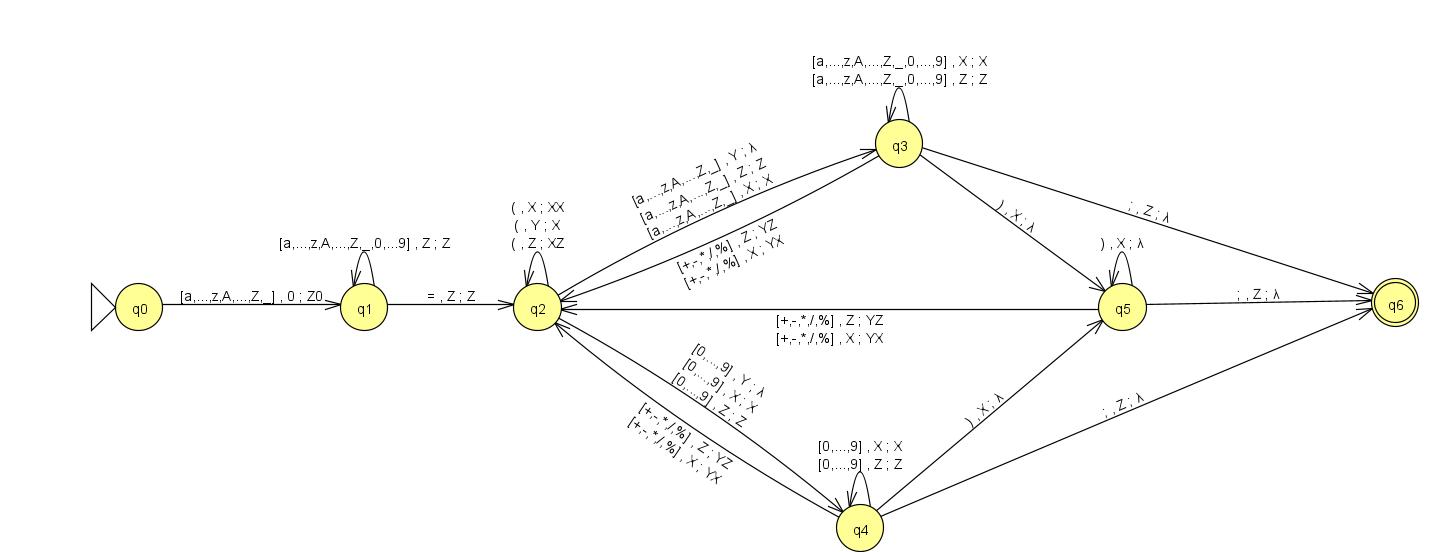 [a,...,z,A,...,Z,_,0,...,9] , X ; X
[a,...,z,A,...,Z,_,0,...,9] , Z ; Z
q3
[a,...,z,A,...,Z,_] , Y ; λ
[a,...,z,A,...,Z,_] , Z ; Z
[a,...,z,A,...,Z,_] , X ; X
( , X ; XX
( , Y ; X
( , Z ; XZ
) , X ; λ
; , Z ; λ
[a,...,z,A,...,Z,_,0,...9] , Z ; Z
[+,-,*,/,%] , Z ; YZ
[+,-,*,/,%] , X ; YX
) , X ; λ
q0
[a,...,z,A,...,Z,_] , 0 ; Z0
q1
= , Z ; Z
q2
q5
; , Z ; λ
q6
[+,-,*,/,%] , Z ; YZ
[+,-,*,/,%] , X ; YX
[0,...,9] , Y ; λ
[0,...,9] , X ; X
[0,...,9] , Z ; Z
[+,-,*,/,%] , Z ; YZ
[+,-,*,/,%] , X ; YX
) , X ; λ
; , Z ; λ
[0,...,9] , X ; X
[0,...,9] , Z ; Z
q4